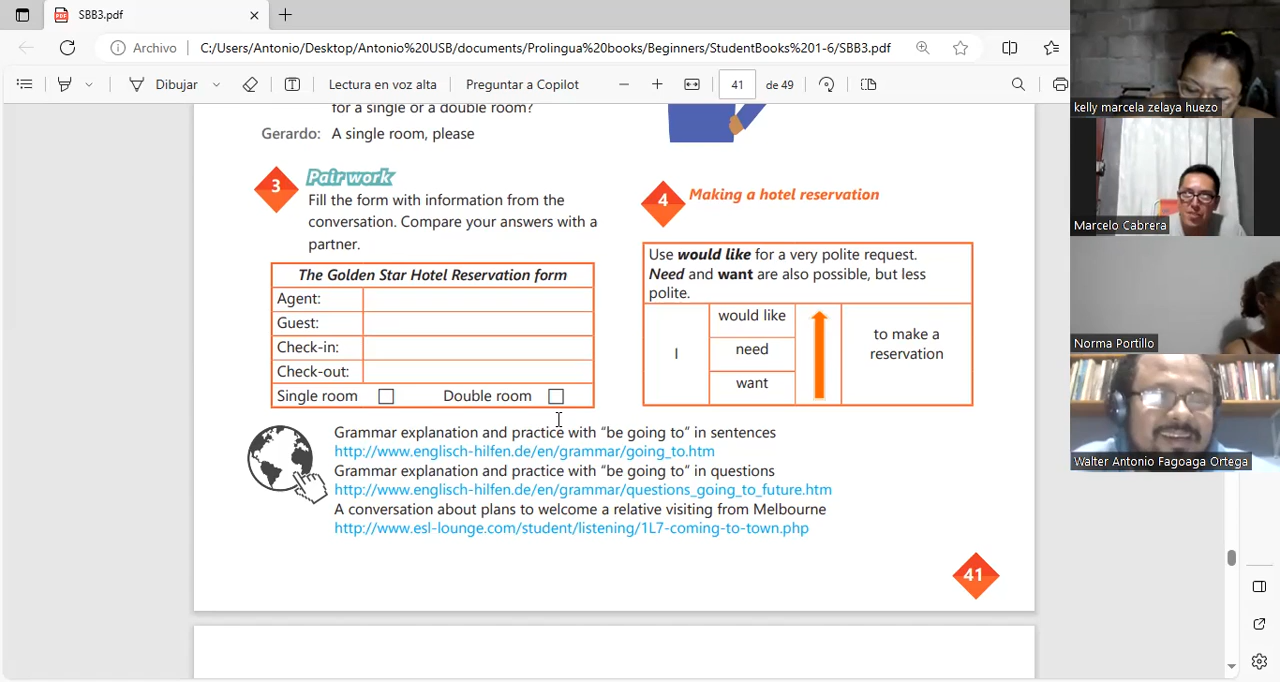 SBB3.pdf
Archivo
C:/Users/Antonio/Desktop/Antonio%20USB/documents/Prolingua%20books/Beginners/StudentBooks%201-6/SBB3.pdf
Dibujar
Lectura en voz alta
Preguntar a Copilot
41
de 49
for a single or a double room?
Gerardo: A single room, please
3
Pair work
Fill the form with information from the
conversation. Compare your answers with a
partner.
The Golden Star Hotel Reservation form
Agent:
Guest:
Check-in:
Check-out:
Single room
Double room
4
Making a hotel reservation
Use would like for a very polite request.
Need and want are also possible, but less
polite.
I
would like
need
want
to make a
reservation
Grammar explanation and practice with “be going to” in sentences
http://www.englisch-hilfen.de/en/grammar/going_to.htm
Grammar explanation and practice with “be going to” in questions
http://www.englisch-hilfen.de/en/grammar/questions_going_to_future.htm
A conversation about plans to welcome a relative visiting from Melbourne
http://www.esl-lounge.com/student/listening/1L7-coming-to-town.php
41
kelly marcela zelaya huezo
Marcelo Cabrera
Norma Portillo
Walter Antonio Fagoaga Ortega